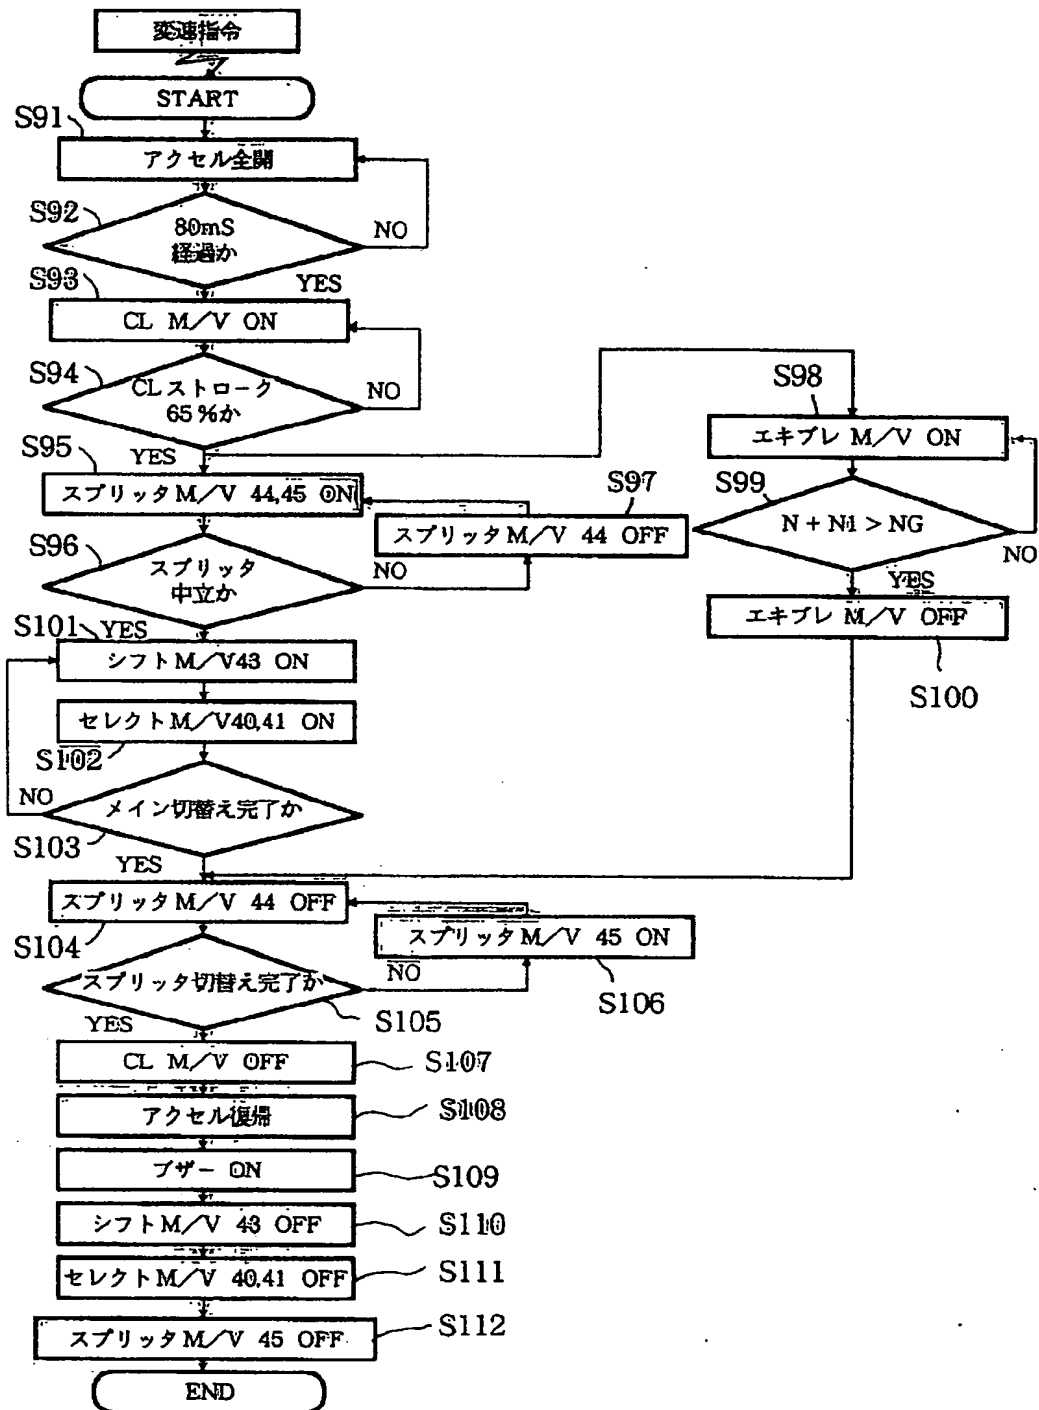 変速指令
START
S91
アクセル全開
S92
80mS
経過か
NO
YES
S93
CL M/V ON
S94
CLストローク
65%か
NO
YES
S95
スプリッタM/V 44,45 ON
S96
スプリッタ
中立か
NO
YES
S97
スプリッタM/V 44 OFF
S98
エキブレ M/V ON
S99
N + Ni > NG
NO
YES
エキブレ M/V OFF
S100
S101
シフトM/V43 ON
セレクトM/V40,41 ON
S102
メイン切替え完了か
NO
S103
YES
スプリッタM/V 44 OFF
S104
スプリッタM/V 45 ON
S106
スプリッタ切替え完了か
NO
S105
YES
CL M/V OFF
S107
アクセル復帰
S108
ブザー ON
S109
シフトM/V 43 OFF
S110
セレクトM/V 40,41 OFF
S111
スプリッタM/V 45 OFF
S112
END